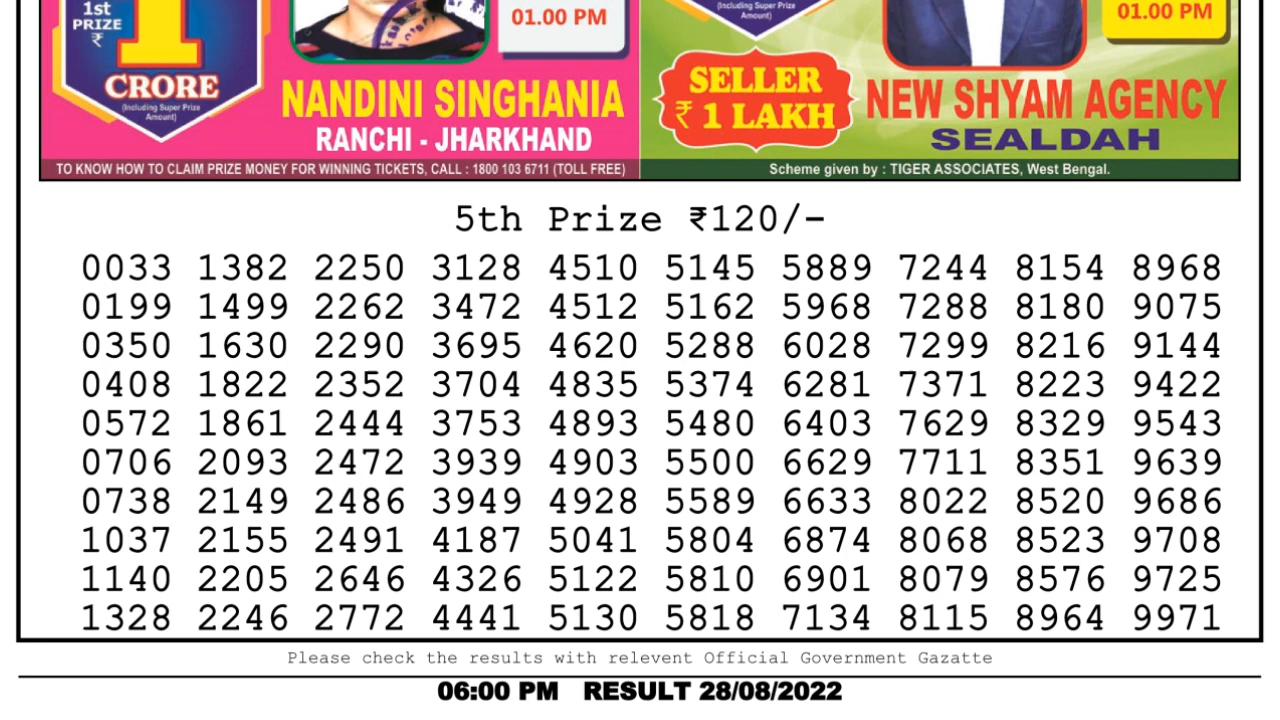 1st
PRIZE
₹
1
CRORE
(Including Super Prize
Amount)
01.00 PM
NANDINI SINGHANIA
RANCHI - JHARKHAND
TO KNOW HOW TO CLAIM PRIZE MONEY FOR WINNING TICKETS, CALL : 1800 103 6711 (TOLL FREE)
(Including Super Prize
Amount)
01.00 PM
SELLER
₹ 1 LAKH
NEW SHYAM AGENCY
SEALDAH
Scheme given by : TIGER ASSOCIATES, West Bengal.
5th Prize ₹120/-
0033 1382 2250 3128 4510 5145 5889 7244 8154 8968
0199 1499 2262 3472 4512 5162 5968 7288 8180 9075
0350 1630 2290 3695 4620 5288 6028 7299 8216 9144
0408 1822 2352 3704 4835 5374 6281 7371 8223 9422
0572 1861 2444 3753 4893 5480 6403 7629 8329 9543
0706 2093 2472 3939 4903 5500 6629 7711 8351 9639
0738 2149 2486 3949 4928 5589 6633 8022 8520 9686
1037 2155 2491 4187 5041 5804 6874 8068 8523 9708
1140 2205 2646 4326 5122 5810 6901 8079 8576 9725
1328 2246 2772 4441 5130 5818 7134 8115 8964 9971
Please check the results with relevent Official Government Gazatte
06:00 PM RESULT 28/08/2022